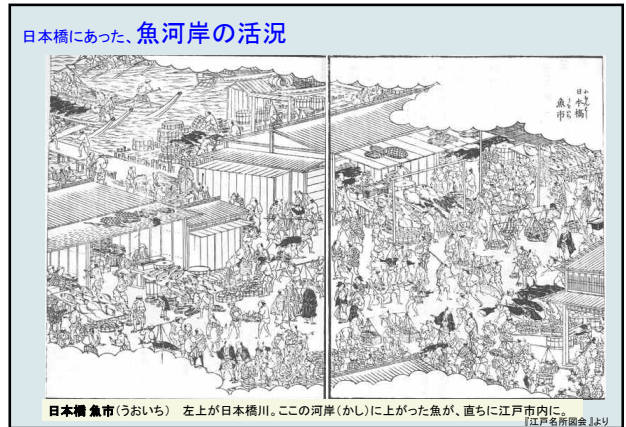 日本橋にあった、魚河岸の活況
日本橋
魚市
日本橋 魚市(うおいち)　左上が日本橋川。ここの河岸(かし)に上がった魚が、直ちに江戸市内に。
『江戸名所図会』より